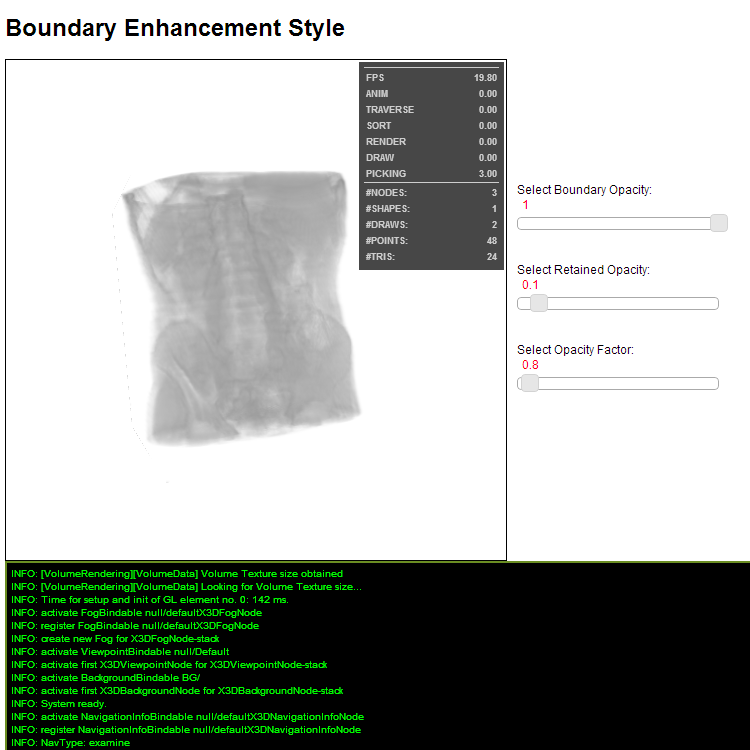 Boundary Enhancement Style
FPS 19.80
ANIM 0.00
TRAVERSE 0.00
SORT 0.00
RENDER 0.00
DRAW 0.00
PICKING 3.00
#NODES: 3
#SHAPES: 1
#DRAWS: 2
#POINTS: 48
#TRIS: 24
Select Boundary Opacity:
1
Select Retained Opacity:
0.1
Select Opacity Factor:
0.8
INFO: [VolumeRendering][VolumeData] Volume Texture size obtained
INFO: [VolumeRendering][VolumeData] Looking for Volume Texture size...
INFO: Time for setup and init of GL element no. 0: 142 ms.
INFO: activate FogBindable null/defaultX3DFogNode
INFO: register FogBindable null/defaultX3DFogNode
INFO: create new Fog for X3DFogNode-stack
INFO: activate ViewpointBindable null/Default
INFO: activate first X3DViewpointNode for X3DViewpointNode-stack
INFO: activate BackgroundBindable BG/
INFO: activate first X3DBackgroundNode for X3DBackgroundNode-stack
INFO: System ready.
INFO: activate NavigationInfoBindable null/defaultX3DNavigationInfoNode
INFO: register NavigationInfoBindable null/defaultX3DNavigationInfoNode
INFO: NavType: examine